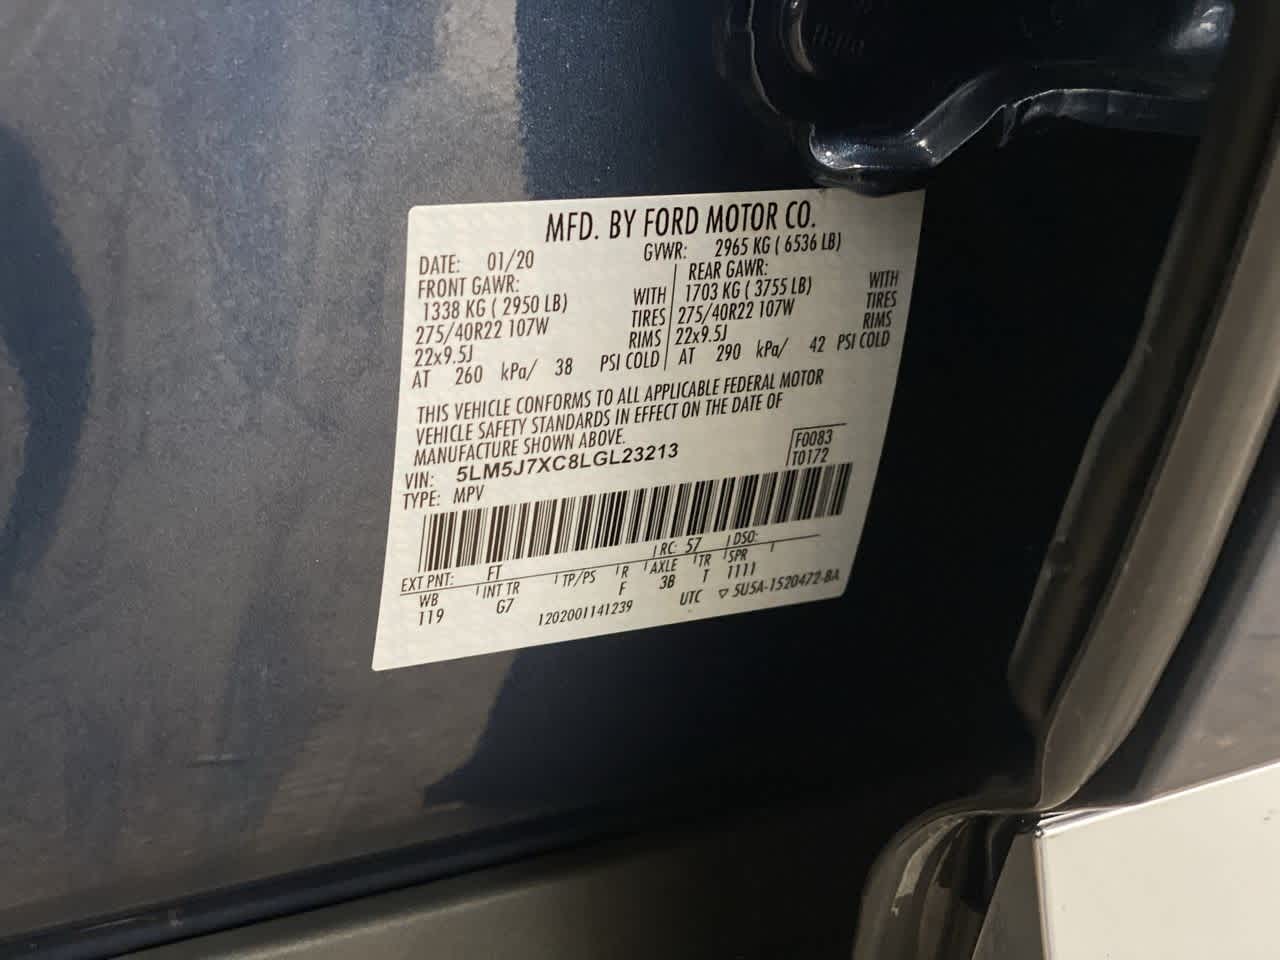 MFD. BY FORD MOTOR CO.
DATE: 01/20 GVWR: 2965 KG ( 6536 LB)
FRONT GAWR: REAR GAWR:
1338 KG ( 2950 LB) WITH 1703 KG ( 3755 LB) WITH
275/40R22 107W TIRES 275/40R22 107W TIRES
22x9.5J RIMS 22x9.5J RIMS
AT 260 kPa/ 38 PSI COLD AT 290 kPa/ 42 PSI COLD
THIS VEHICLE CONFORMS TO ALL APPLICABLE FEDERAL MOTOR
VEHICLE SAFETY STANDARDS IN EFFECT ON THE DATE OF
MANUFACTURE SHOWN ABOVE.
VIN: 5LM5J7XC8LGL23213 F0083
TYPE: MPV T0172
EXT PNT: FT RC: 57 DSO:
WB INT TR TP/PS R AXLE TR SPR
119 G7 F 3B T 1111
1202001141239 UTC ▽ 5U5A-1520472-BA